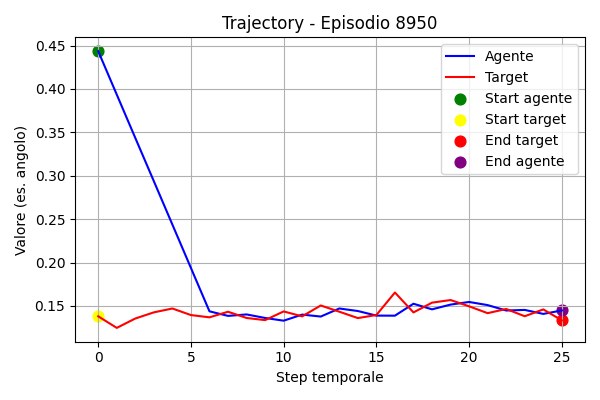 Trajectory - Episodio 8950
Valore (es. angolo)
0.45
0.40
0.35
0.30
0.25
0.20
0.15
Agente
Target
Start agente
Start target
End target
End agente
0 5 10 15 20 25
Step temporale